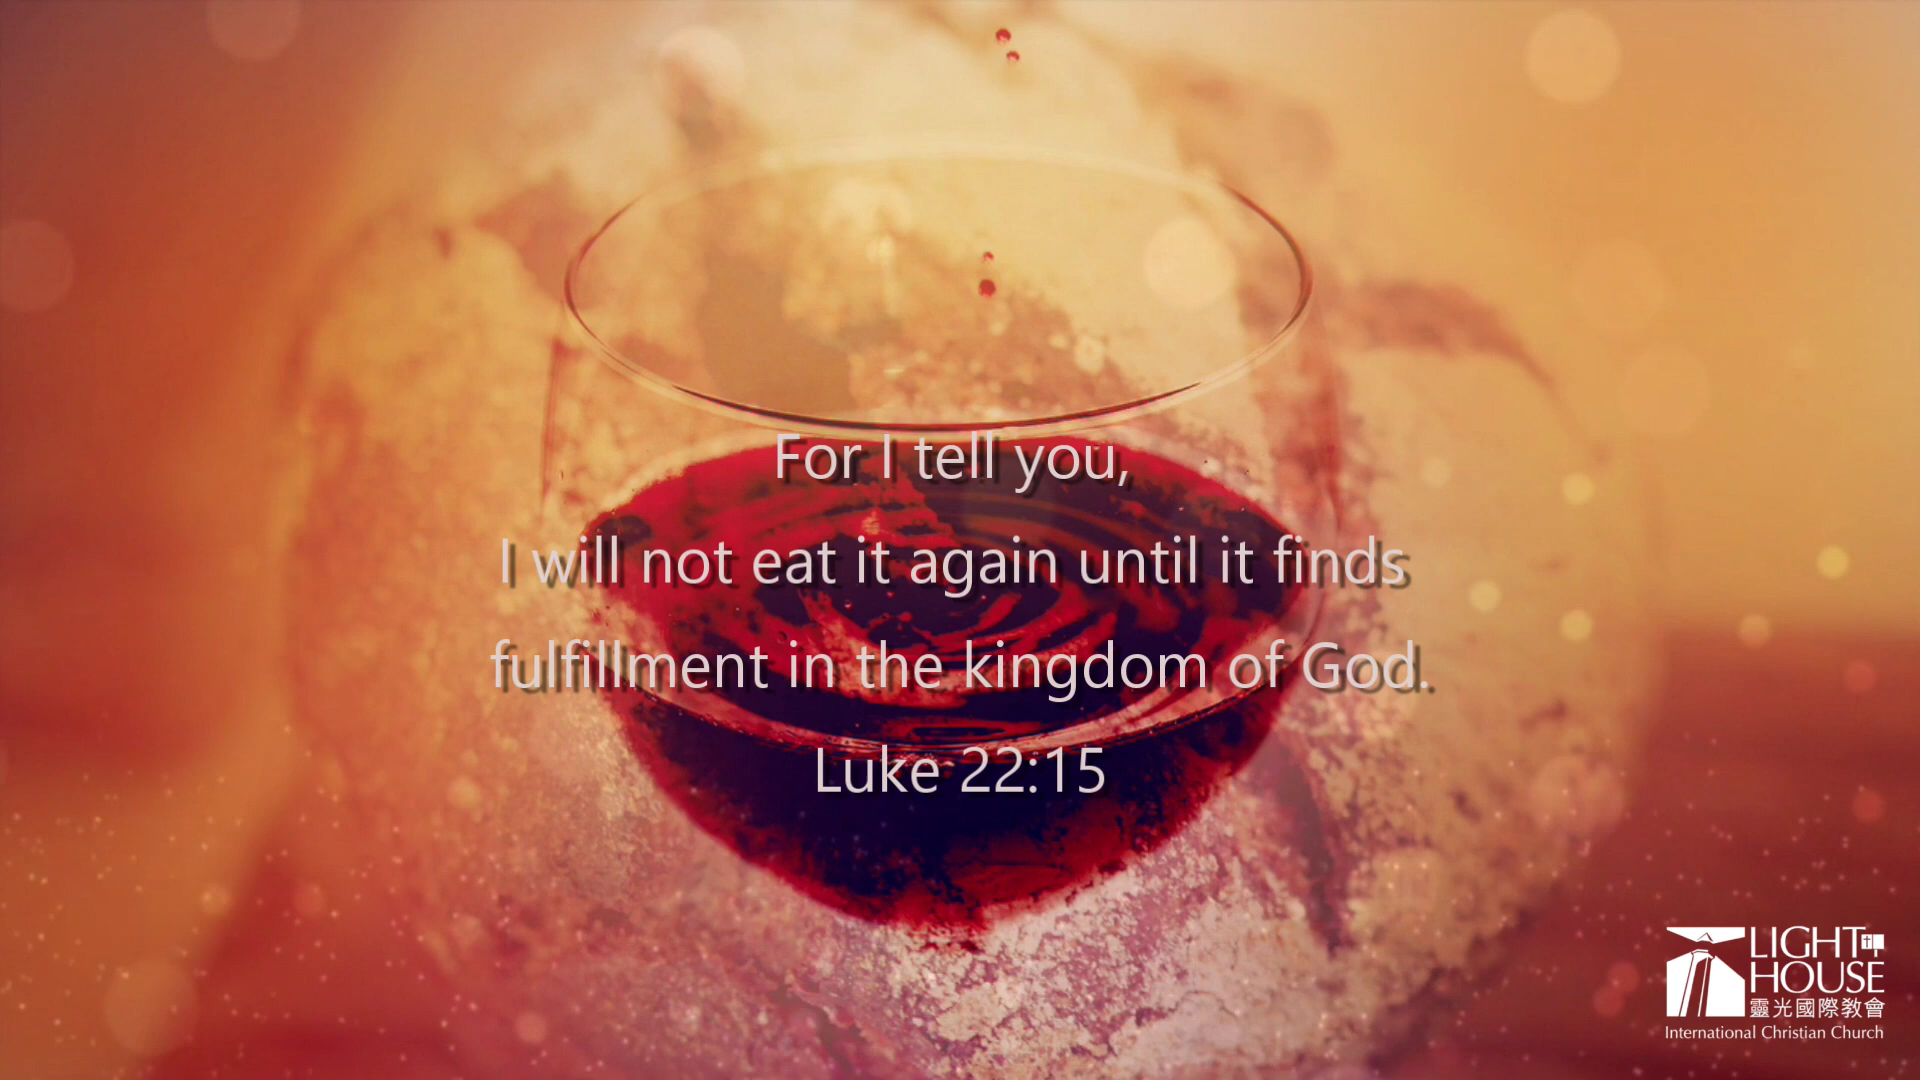 For I tell you,
I will not eat it again until it finds
fulfillment in the kingdom of God.
Luke 22:15
LIGHT
HOUSE
靈光國際教會
International Christian Church